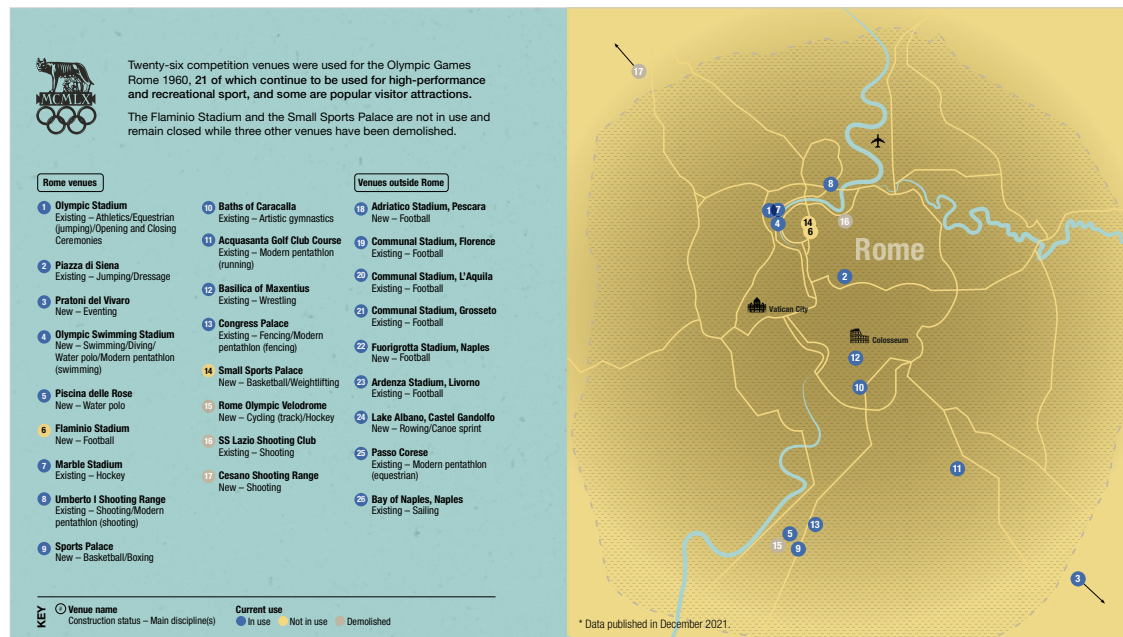 MCMLX
Twenty-six competition venues were used for the Olympic Games
Rome 1960, 21 of which continue to be used for high-performance
and recreational sport, and some are popular visitor attractions.
The Flaminio Stadium and the Small Sports Palace are not in use and
remain closed while three other venues have been demolished.
Rome venues
1 Olympic Stadium
Existing – Athletics/Equestrian
(jumping)/Opening and Closing
Ceremonies
2 Piazza di Siena
Existing – Jumping/Dressage
3 Pratoni del Vivaro
New – Eventing
4 Olympic Swimming Stadium
New – Swimming/Diving/
Water polo/Modern pentathlon
(swimming)
5 Piscina delle Rose
New – Water polo
6 Flaminio Stadium
New – Football
7 Marble Stadium
Existing – Hockey
8 Umberto I Shooting Range
Existing – Shooting/Modern
pentathlon (shooting)
9 Sports Palace
New – Basketball/Boxing
10 Baths of Caracalla
Existing – Artistic gymnastics
11 Acquasanta Golf Club Course
Existing – Modern pentathlon
(running)
12 Basilica of Maxentius
Existing – Wrestling
13 Congress Palace
Existing – Fencing/Modern
pentathlon (fencing)
14 Small Sports Palace
New – Basketball/Weightlifting
15 Rome Olympic Velodrome
New – Cycling (track)/Hockey
16 SS Lazio Shooting Club
Existing – Shooting
17 Cesano Shooting Range
New – Shooting
Venues outside Rome
18 Adriatico Stadium, Pescara
New – Football
19 Communal Stadium, Florence
Existing – Football
20 Communal Stadium, L'Aquila
Existing – Football
21 Communal Stadium, Grosseto
Existing – Football
22 Fuorigrotta Stadium, Naples
New – Football
23 Ardenza Stadium, Livorno
Existing – Football
24 Lake Albano, Castel Gandolfo
New – Rowing/Canoe sprint
25 Passo Corese
Existing – Modern pentathlon
(equestrian)
26 Bay of Naples, Naples
Existing – Sailing
KEY
# Venue name
Construction status – Main discipline(s)
Current use
In use Not in use Demolished
17
8
1 7
4
14
6
16
Rome
2
Vatican City
Colosseum
12
10
11
13
5
15
9
3
* Data published in December 2021.